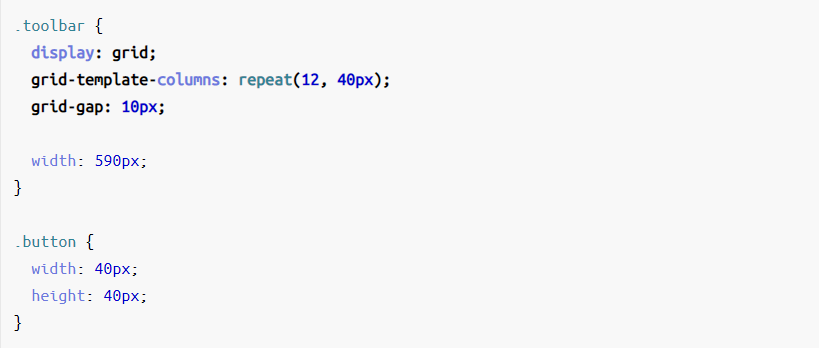 .toolbar {
  display: grid;
  grid-template-columns: repeat(12, 40px);
  grid-gap: 10px;

  width: 590px;
}

.button {
  width: 40px;
  height: 40px;
}